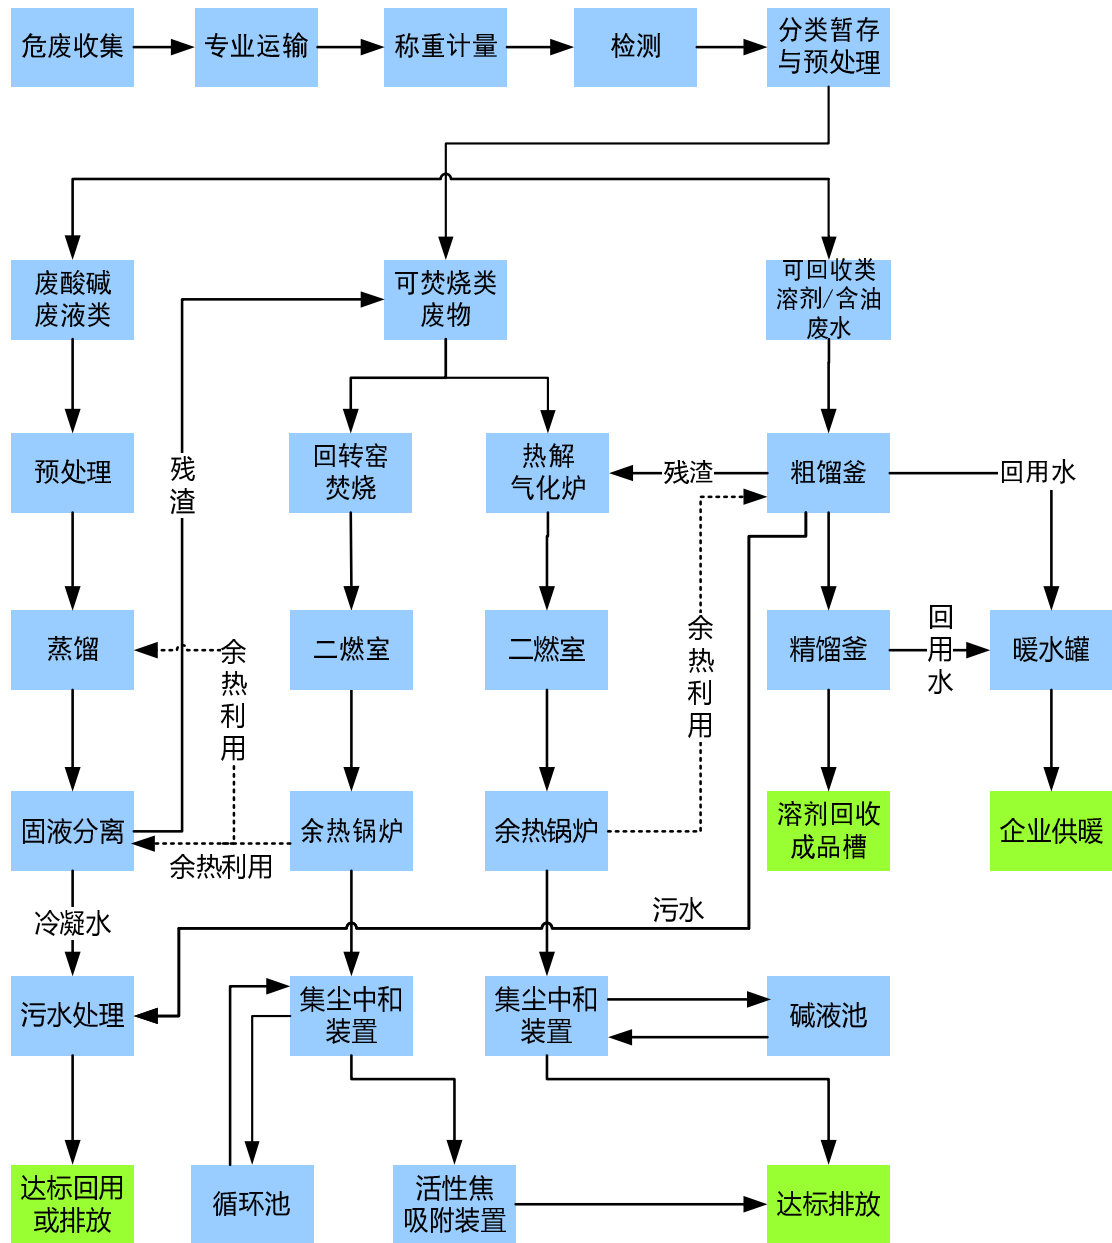 危废收集
专业运输
称重计量
检测
分类暂存
与预处理
废酸碱
废液类
可焚烧类
废物
可回收类
溶剂/含油
废水
预处理
残
渣
回转窑
焚烧
热解
气化炉
残渣
粗馏釜
回用水
蒸馏
余
热
利
用
二燃室
二燃室
余
热
利
用
精馏釜
回
用
水
暖水罐
固液分离
余热利用
余热锅炉
余热锅炉
溶剂回收
成品槽
企业供暖
冷凝水
污水
污水处理
集尘中和
装置
集尘中和
装置
碱液池
达标回用
或排放
循环池
活性焦
吸附装置
达标排放